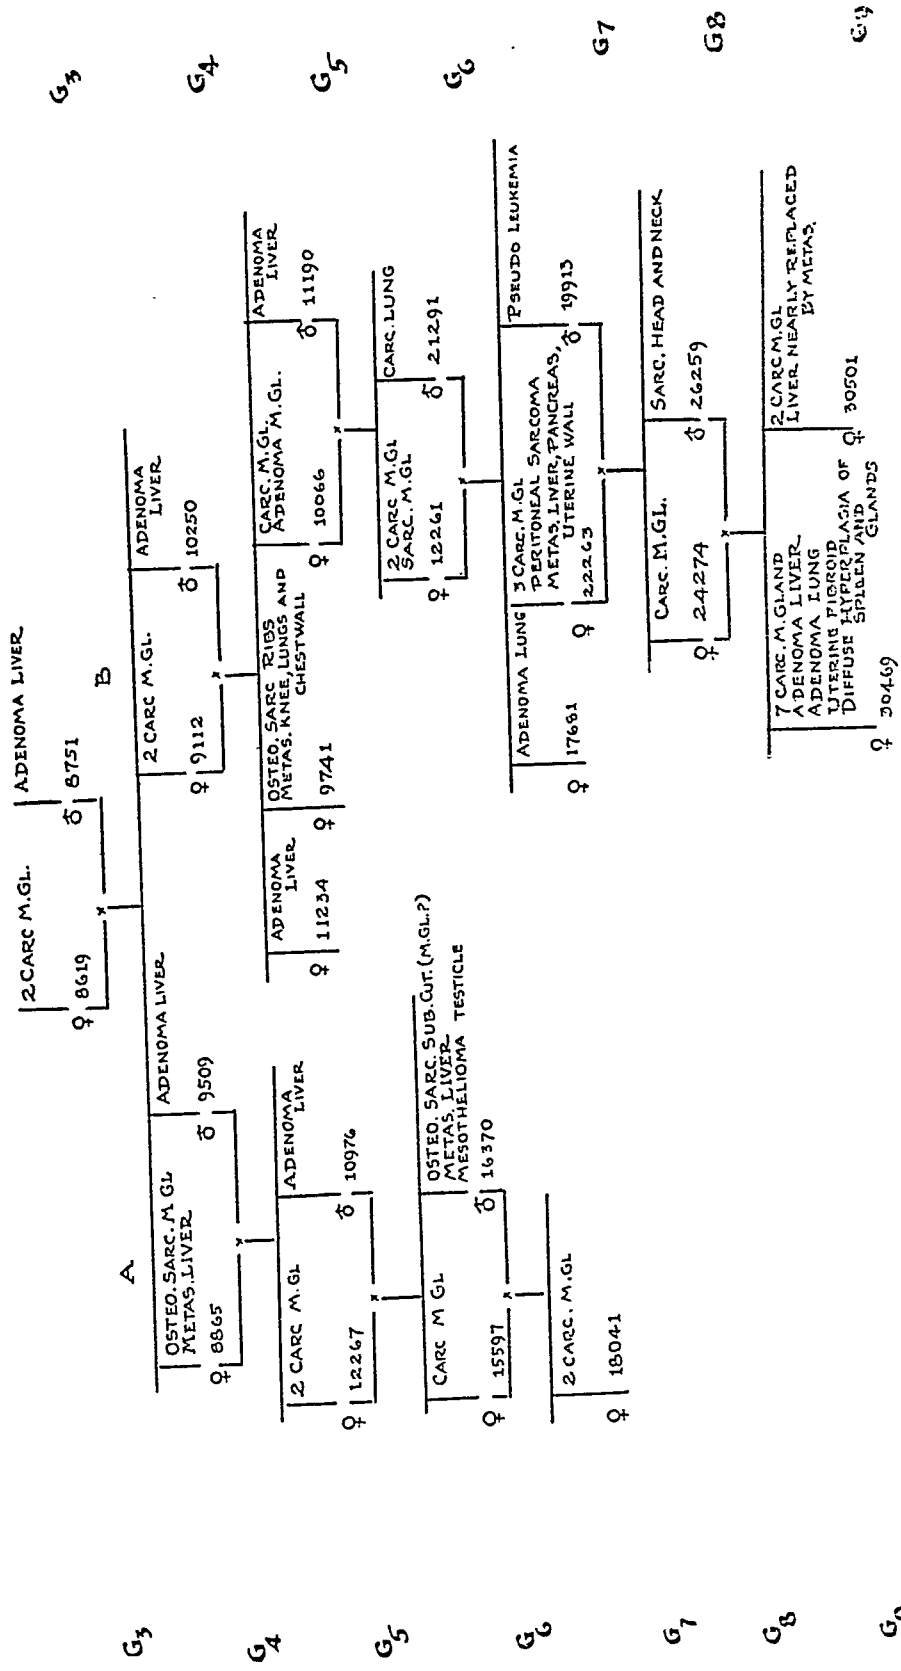 2 CARC M.GL.
ADENOMA LIVER
♀ 8619
♂ 8751
x
A
B
OSTEO. SARC. M GL
METAS. LIVER
ADENOMA LIVER
2 CARC M.GL.
ADENOMA
LIVER
G3
G3
♀ 8865
♂ 9509
♀ 9112
♂ 10250
x
x
2 CARC M.GL
ADENOMA
LIVER
ADENOMA
LIVER
OSTEO. SARC RIBS
METAS. KNEE, LUNGS AND
CHESTWALL
CARC. M.GL.
ADENOMA M.GL.
ADENOMA
LIVER
G4
G4
♀ 12267
♂ 10976
♀ 11234
♀ 9741
♀ 10066
♂ 11190
x
x
CARC M GL
OSTEO. SARC. SUB. CUT. (M.GL.?)
METAS. LIVER
MESOTHELIOMA TESTICLE
2 CARC M.GL
SARC. M.GL
CARC. LUNG
G5
G5
♀ 15597
♂ 16370
♀ 12261
♂ 21291
x
x
2 CARC. M.GL
ADENOMA LUNG
3 CARC. M.GL
PERITONEAL SARCOMA
METAS, LIVER, PANCREAS,
UTERINE WALL
PSEUDO LEUKEMIA
G6
G6
♀ 18041
♀ 17681
♀ 22263
♂ 19913
x
CARC. M.GL.
SARC. HEAD AND NECK
G7
G7
♀ 24274
♂ 26259
x
7 CARC. M.GLAND
ADENOMA LIVER
ADENOMA LUNG
UTERINE FIBROID
DIFFUSE HYPERPLASIA OF
SPLEEN AND
GLANDS
2 CARC M.GL
LIVER NEARLY REPLACED
BY METAS.
G8
G8
♀ 30469
♀ 30501
G9
G9